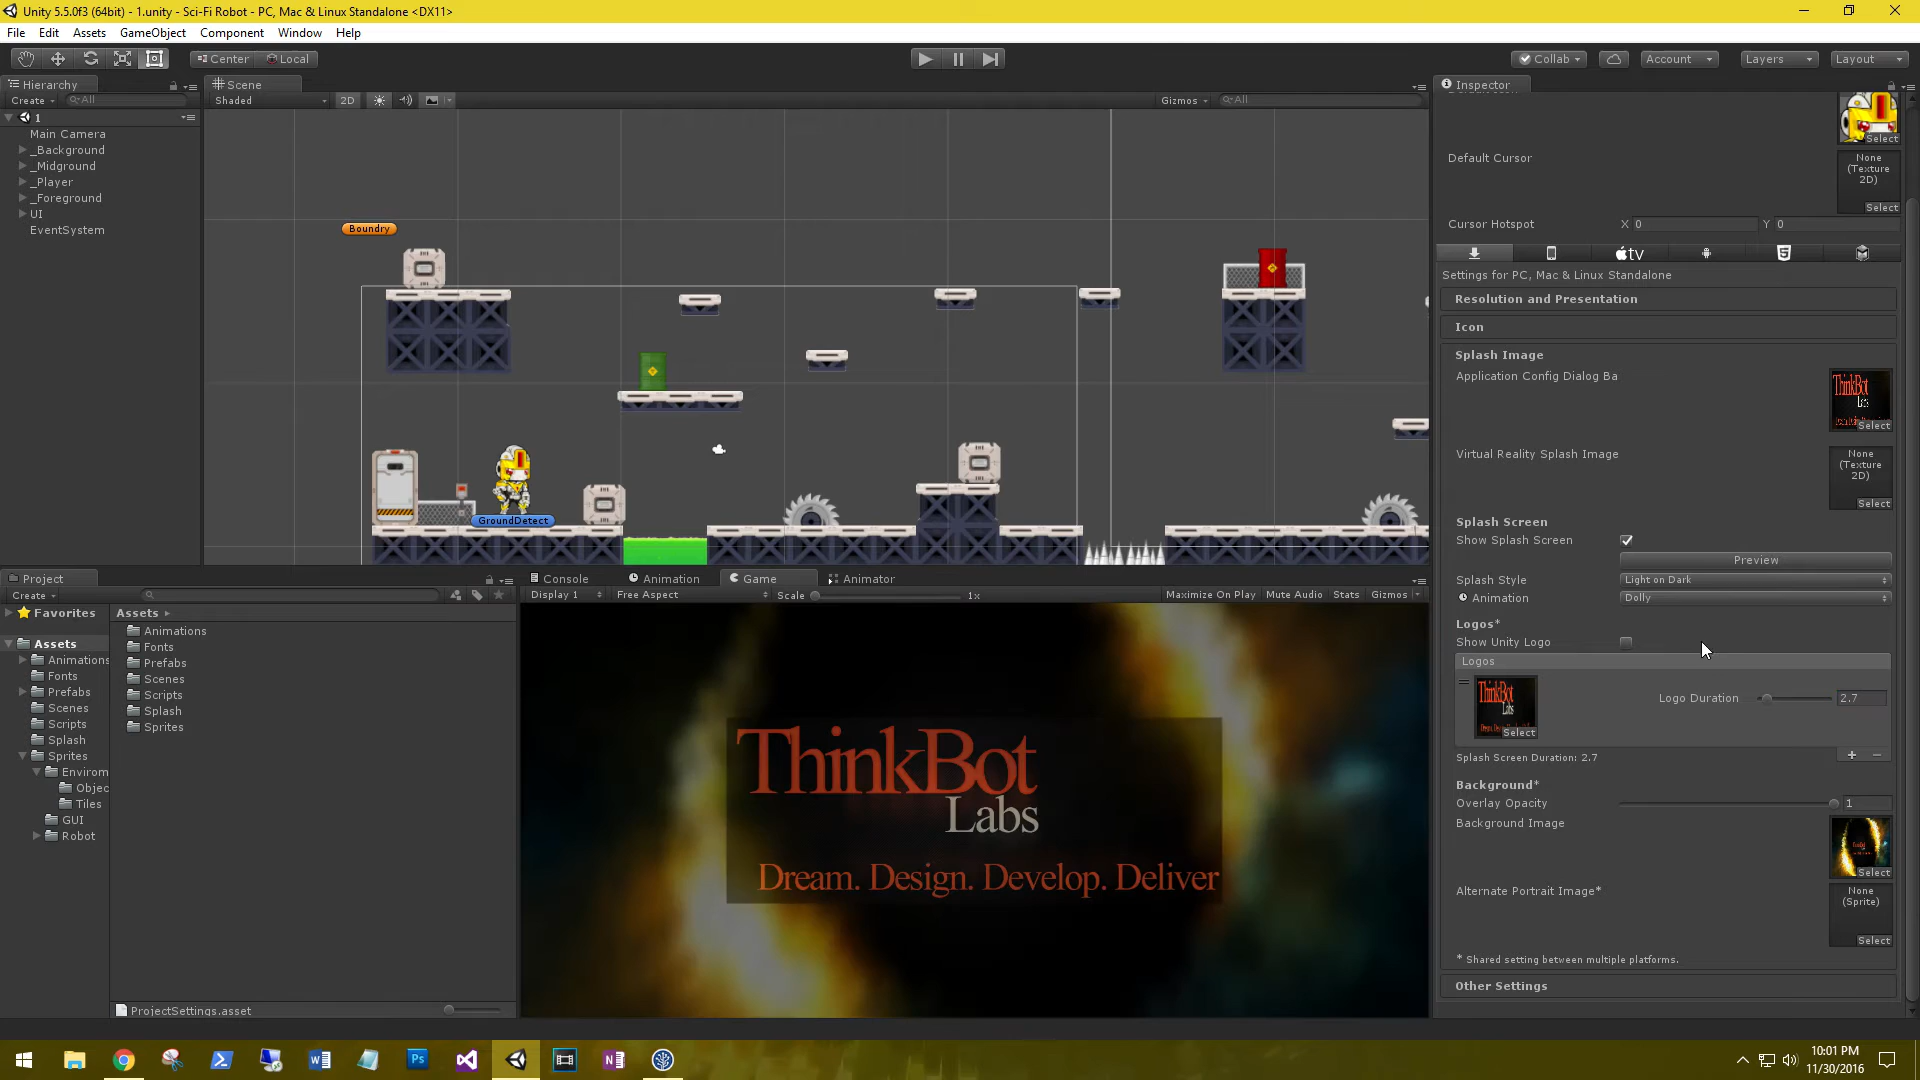 Unity 5.5.0f3 (64bit) - 1.unity - Sci-Fi Robot - PC, Mac & Linux Standalone <DX11>
File Edit Assets GameObject Component Window Help
Center Local Collab Account Layers Layout
Hierarchy
Create All
1
Main Camera
_Background
_Midground
_Player
_Foreground
UI
EventSystem
Scene
Shaded 2D Gizmos All
Boundry
GroundDetect
Project
Create
Favorites
Assets
Animations
Fonts
Prefabs
Scenes
Scripts
Splash
Sprites
Environ
Objec
Tiles
GUI
Robot
Assets
Animations
Fonts
Prefabs
Scenes
Scripts
Splash
Sprites
ProjectSettings.asset
Console Animation Game Animator
Display 1 Free Aspect Scale 1x Maximize On Play Mute Audio Stats Gizmos
ThinkBot
Labs
Dream. Design. Develop. Deliver
Inspector
Select
Default Cursor
None
(Texture
2D)
Select
Cursor Hotspot X 0 Y 0
tv
Settings for PC, Mac & Linux Standalone
Resolution and Presentation
Icon
Splash Image
Application Config Dialog Ba
ThinkBot
Labs
Select
Virtual Reality Splash Image
None
(Texture
2D)
Select
Splash Screen
Show Splash Screen
Preview
Splash Style Light on Dark
Animation Dolly
Logos*
Show Unity Logo
Logos
ThinkBot
Labs
Select
Logo Duration 2.7
Splash Screen Duration: 2.7
Background*
Overlay Opacity 1
Background Image
Select
Alternate Portrait Image*
None
(Sprite)
Select
* Shared setting between multiple platforms.
Other Settings
10:01 PM
11/30/2016